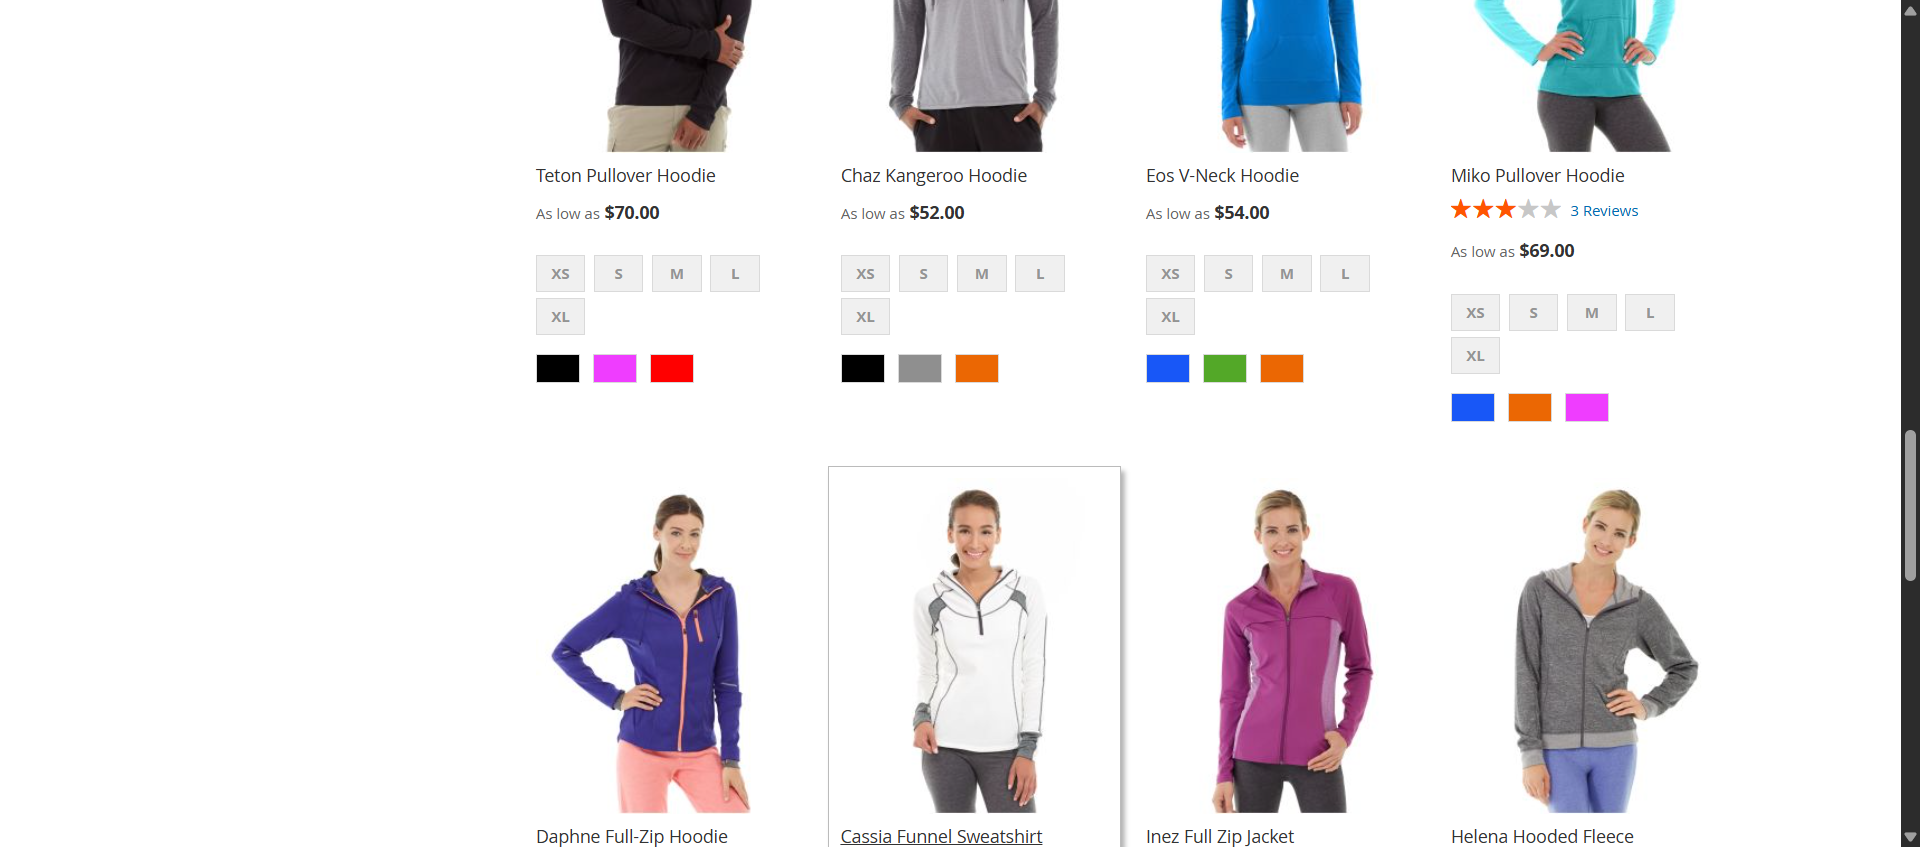 Teton Pullover Hoodie
As low as $70.00
XS S M L
XL
Chaz Kangeroo Hoodie
As low as $52.00
XS S M L
XL
Eos V-Neck Hoodie
As low as $54.00
XS S M L
XL
Miko Pullover Hoodie
3 Reviews
As low as $69.00
XS S M L
XL
Daphne Full-Zip Hoodie
Cassia Funnel Sweatshirt
Inez Full Zip Jacket
Helena Hooded Fleece